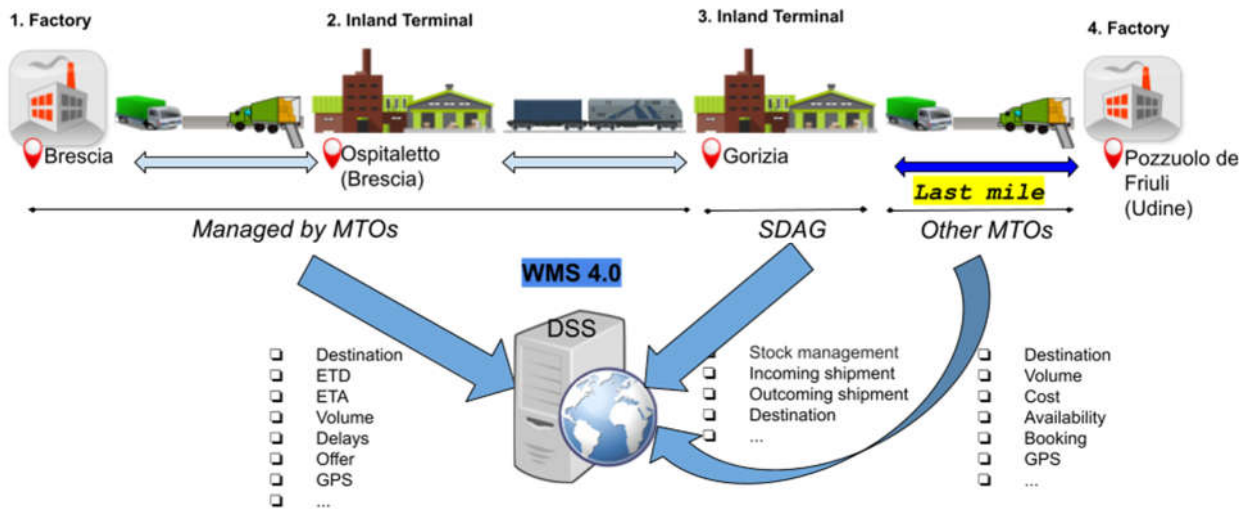 1. Factory
2. Inland Terminal
3. Inland Terminal
4. Factory
Brescia
Ospitaletto
(Brescia)
Gorizia
Pozzuolo de
Friuli
(Udine)
Last mile
Managed by MTOs
SDAG
Other MTOs
WMS 4.0
DSS
Destination
ETD
ETA
Volume
Delays
Offer
GPS
...
Stock management
Incoming shipment
Outcoming shipment
Destination
...
Destination
Volume
Cost
Availability
Booking
GPS
...